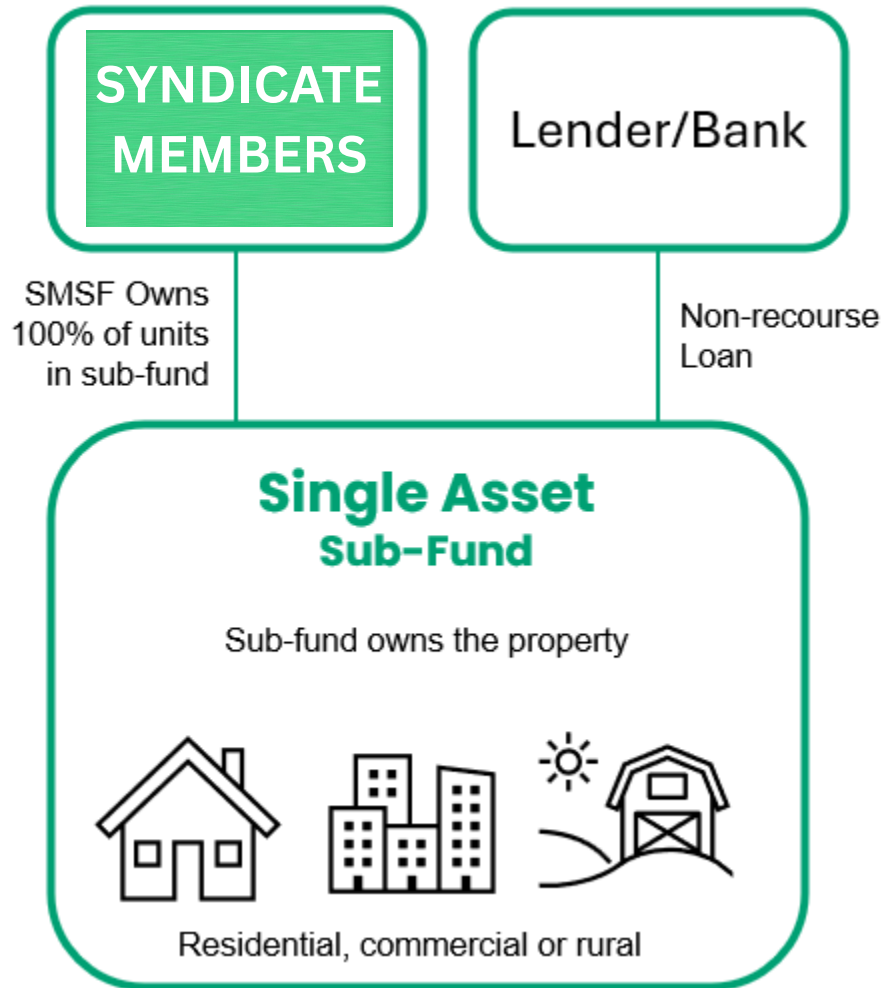 SYNDICATE
MEMBERS
Lender/Bank
SMSF Owns
100% of units
in sub-fund
Non-recourse
Loan
Single Asset
Sub-Fund
Sub-fund owns the property
Residential, commercial or rural